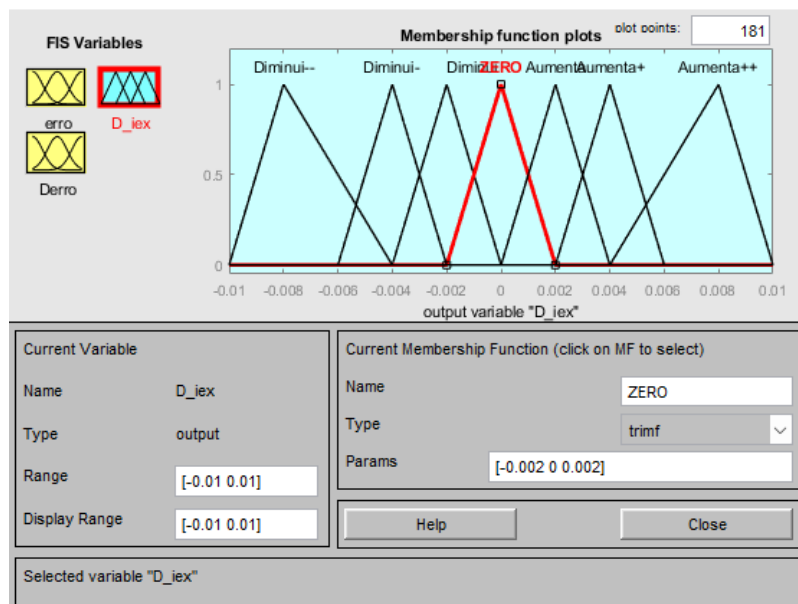 FIS Variables
erro
D_iex
Derro
Membership function plots
plot points:
181
Diminui-- Diminui- Diminui ZERO Aumenta Aumenta+ Aumenta++
1
0.5
0
-0.01 -0.008 -0.006 -0.004 -0.002 0 0.002 0.004 0.006 0.008 0.01
output variable "D_iex"
Current Variable
Name D_iex
Type output
Range [-0.01 0.01]
Display Range [-0.01 0.01]
Current Membership Function (click on MF to select)
Name ZERO
Type trimf
Params [-0.002 0 0.002]
Help Close
Selected variable "D_iex"